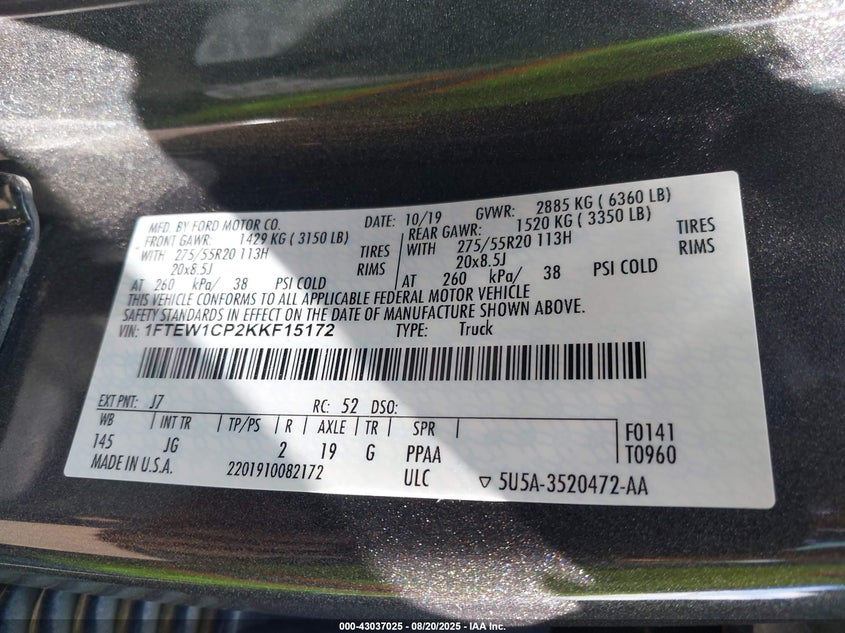 MFD. BY FORD MOTOR CO. DATE: 10/19 GVWR: 2885 KG ( 6360 LB)
FRONT GAWR: 1429 KG ( 3150 LB) REAR GAWR: 1520 KG ( 3350 LB)
WITH 275/55R20 113H TIRES WITH 275/55R20 113H TIRES
20x8.5J RIMS 20x8.5J RIMS
AT 260 kPa/ 38 PSI COLD AT 260 kPa/ 38 PSI COLD
THIS VEHICLE CONFORMS TO ALL APPLICABLE FEDERAL MOTOR VEHICLE
SAFETY STANDARDS IN EFFECT ON THE DATE OF MANUFACTURE SHOWN ABOVE.
VIN: 1FTEW1CP2KKF15172 TYPE: Truck
EXT PNT: J7 RC: 52 DSO:
WB INT TR TP/PS R AXLE TR SPR F0141
145 JG 2 19 G PPAA T0960
MADE IN U.S.A. 2201910082172 ULC ▽ 5U5A-3520472-AA
000-43037025 - 08/20/2025 - IAA Inc.